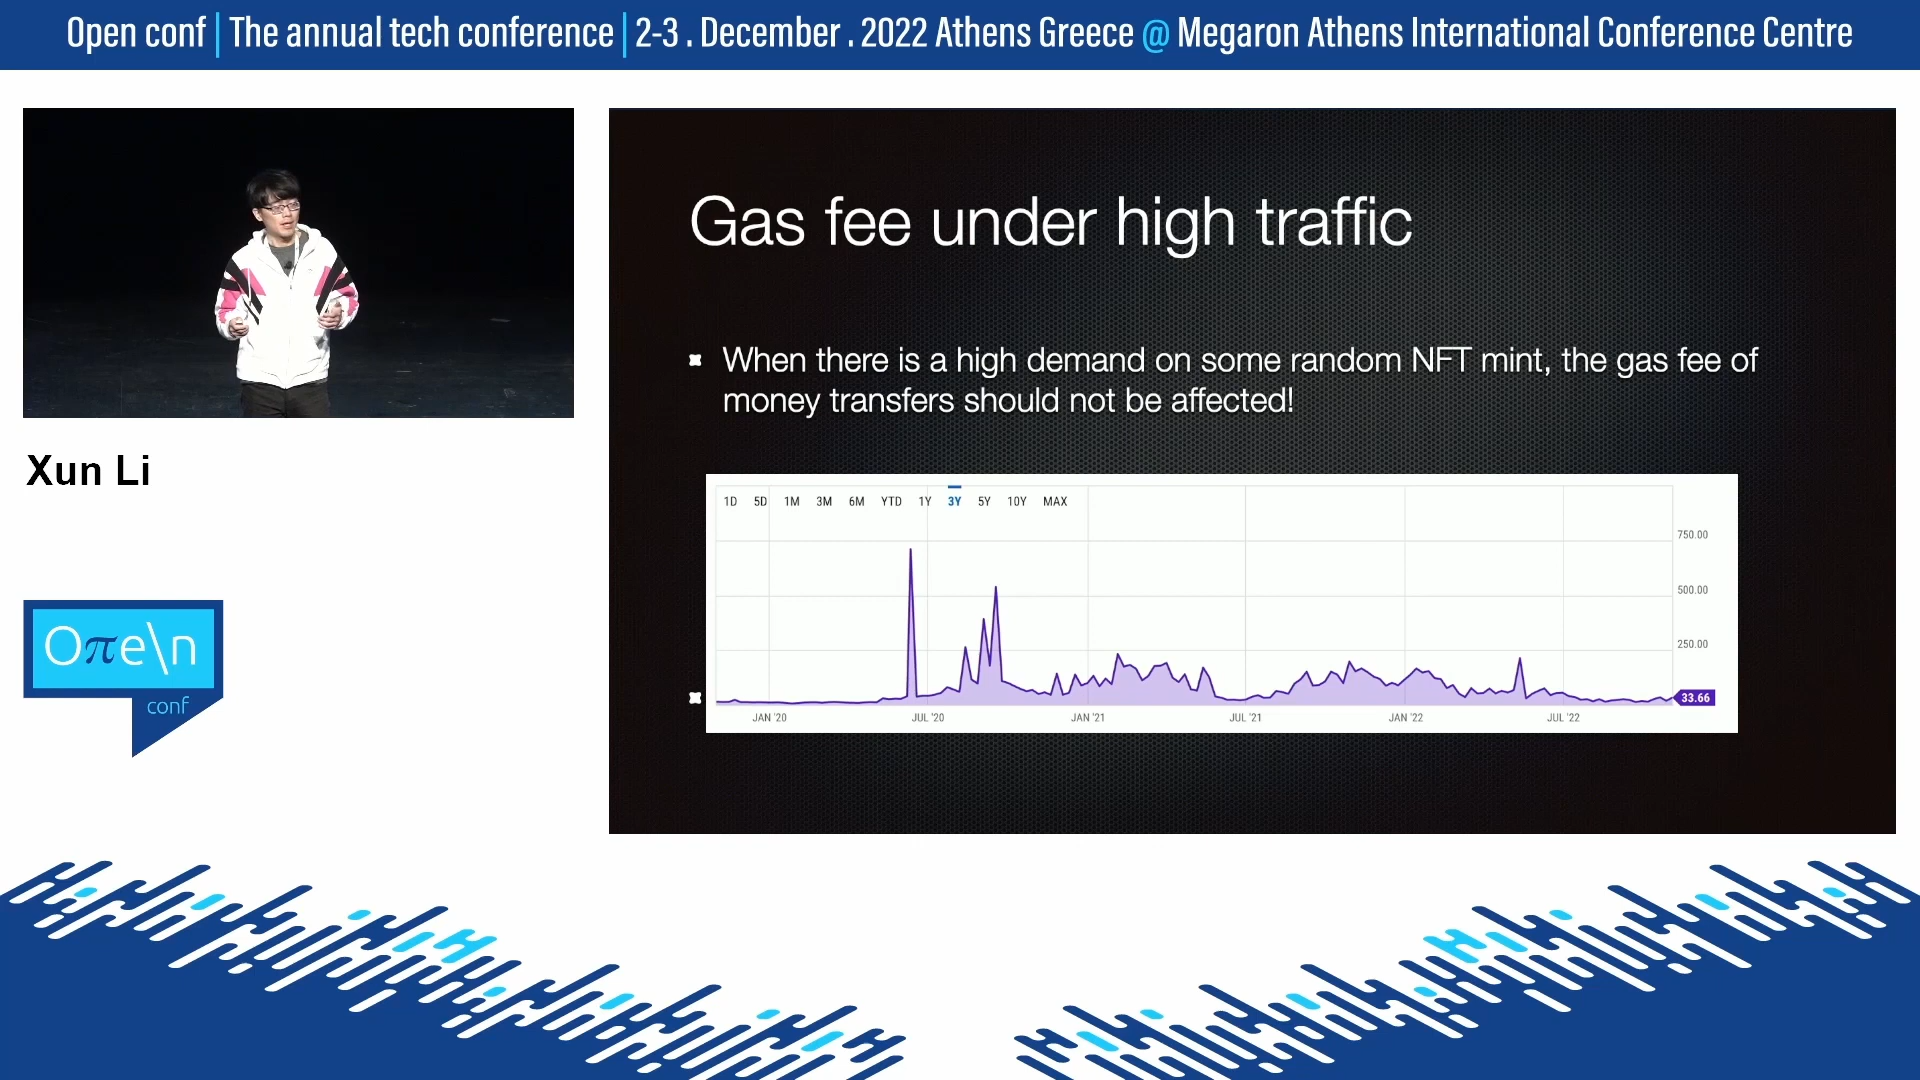 Open conf | The annual tech conference | 2-3 . December . 2022 Athens Greece @ Megaron Athens International Conference Centre
Xun Li
Oπe\n
conf
Gas fee under high traffic
When there is a high demand on some random NFT mint, the gas fee of
money transfers should not be affected!
1D 5D 1M 3M 6M YTD 1Y 3Y 5Y 10Y MAX
750.00
500.00
250.00
33.66
JAN '20 JUL '20 JAN '21 JUL '21 JAN '22 JUL '22